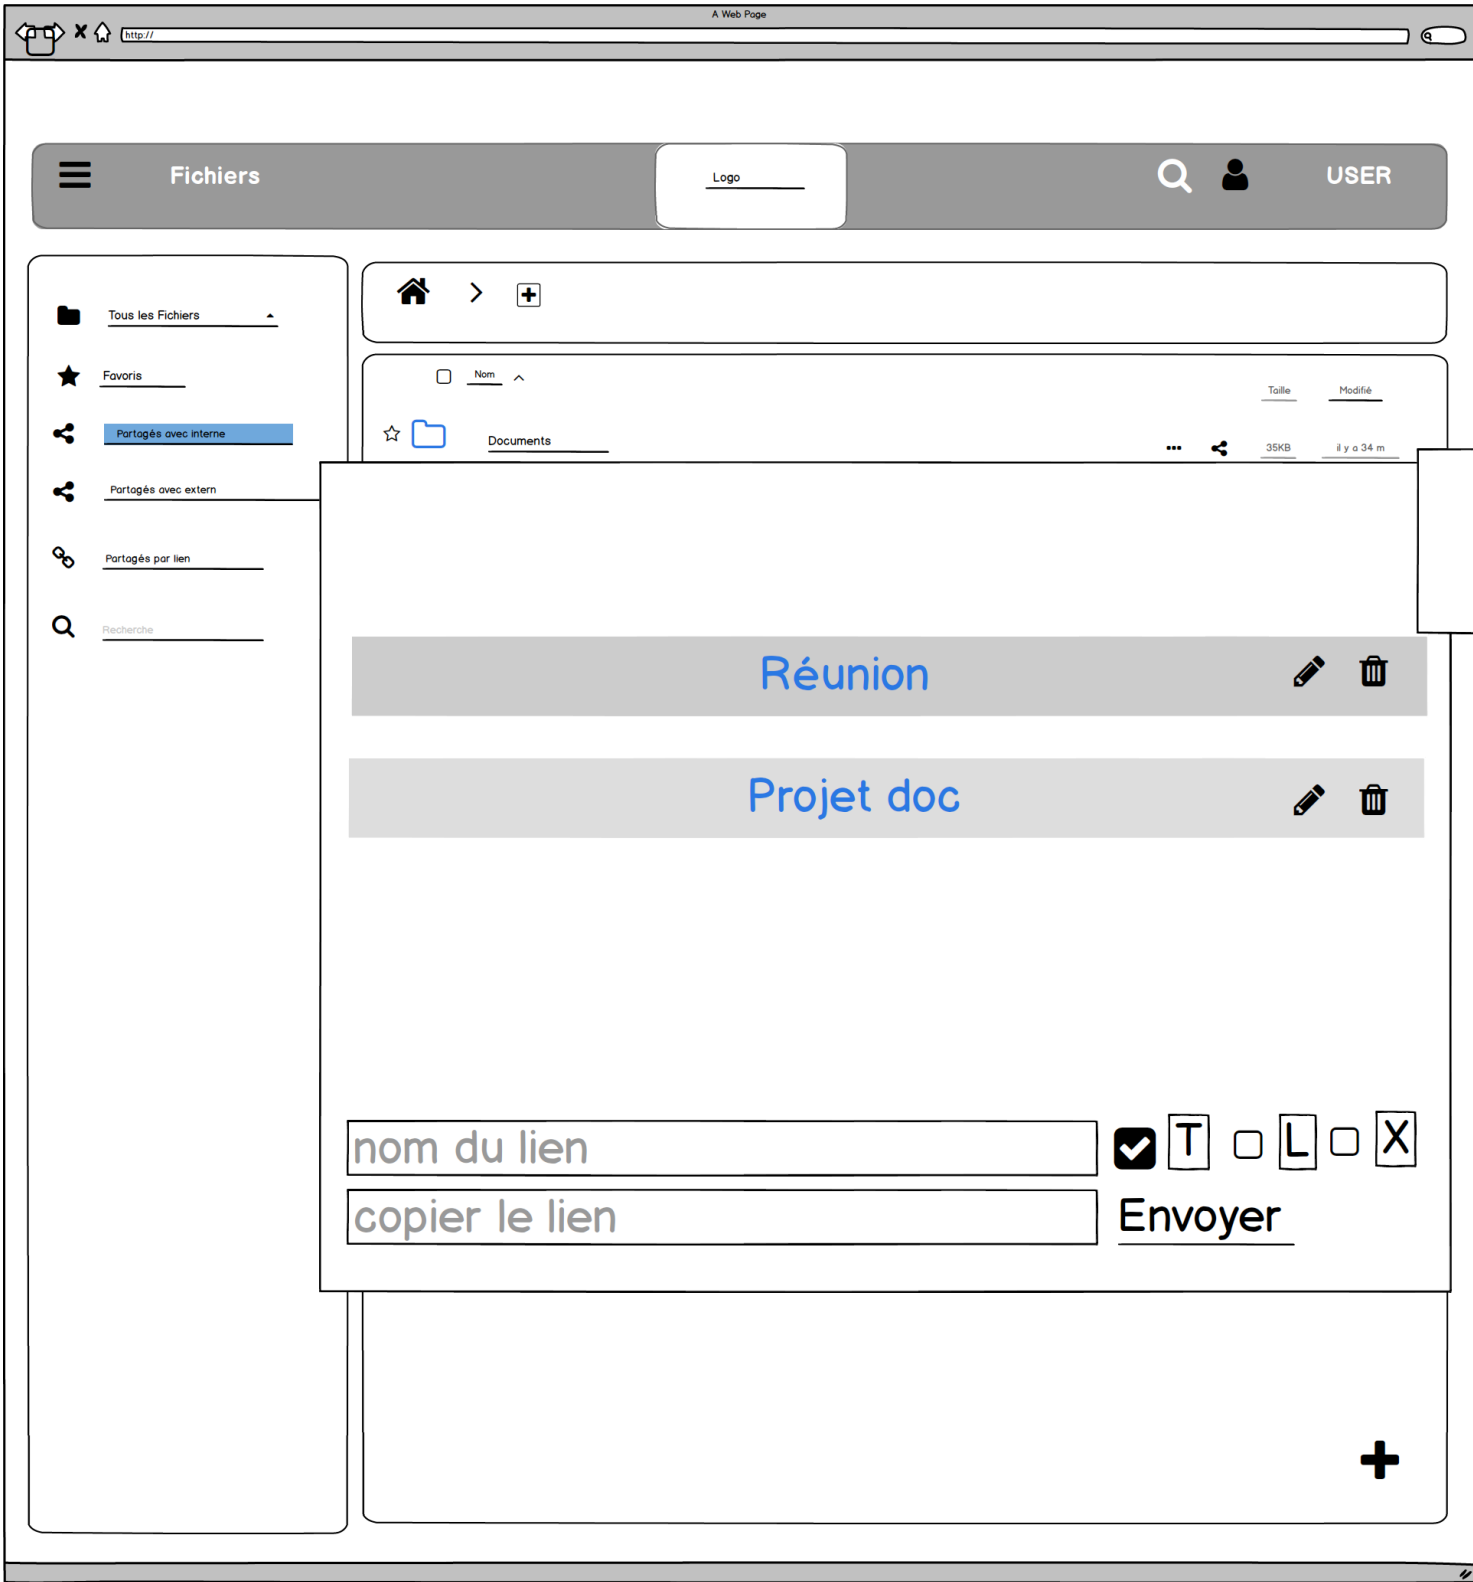 A Web Page
http://
Fichiers
Logo
USER
Tous les Fichiers
Favoris
Partagés avec interne
Partagés avec extern
Partagés par lien
Recherche
Nom
Taille
Modifié
Documents
35KB
il y a 34 m
Réunion
Projet doc
nom du lien
T L X
copier le lien
Envoyer